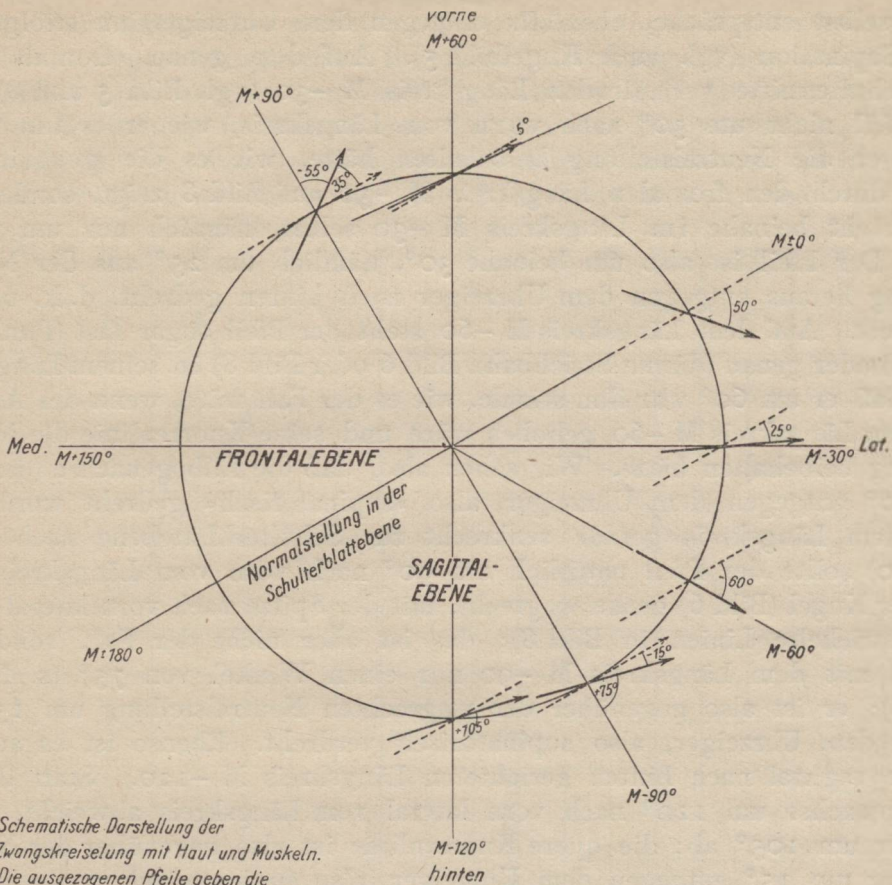 vorne
M+60°
M+90°
-55°
35°
5°
M±0°
50°
25°
Med.
M+150°
FRONTALEBENE
M-30°
Lat.
Normalstellung in der
Schulterblattebene
SAGITTAL-
EBENE
-60°
M±180°
M-60°
-15°
+75°
+105°
M-90°
M-120°
hinten
Schematische Darstellung der
Zwangskreiselung mit Haut und Muskeln.
Die ausgezogenen Pfeile geben die